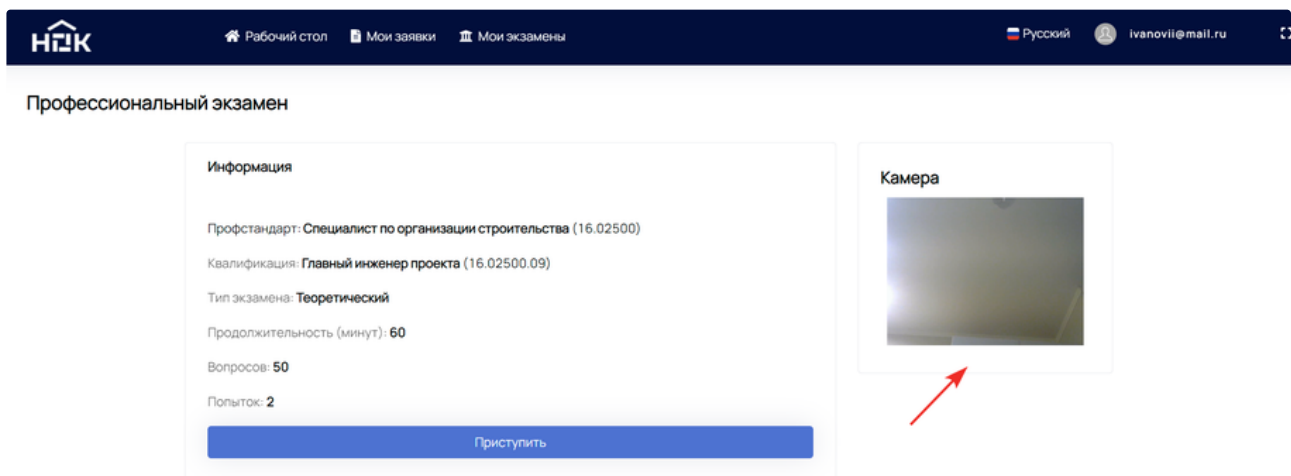 НОК
Рабочий стол Мои заявки Мои экзамены Русский ivanovii@mail.ru
Профессиональный экзамен
Информация
Камера
Профстандарт: Специалист по организации строительства (16.02500)
Квалификация: Главный инженер проекта (16.02500.09)
Тип экзамена: Теоретический
Продолжительность (минут): 60
Вопросов: 50
Попыток: 2
Приступить